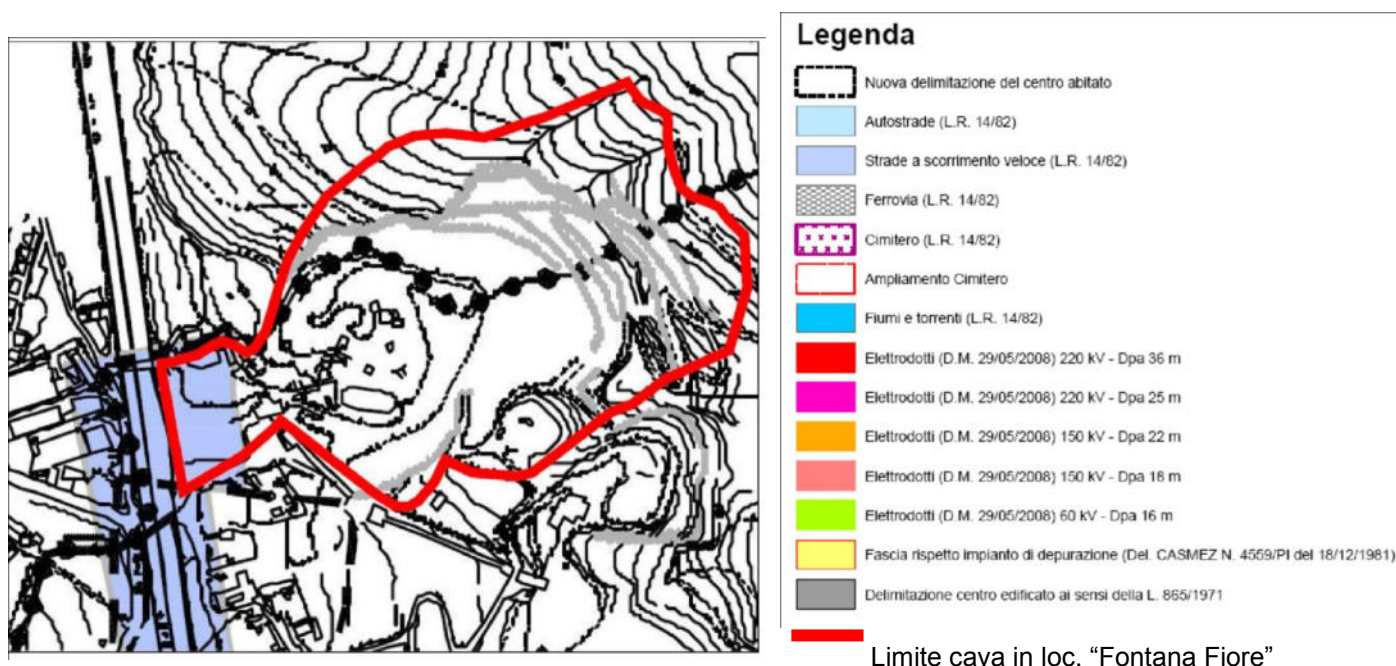 Legenda
Nuova delimitazione del centro abitato
Autostrade (L.R. 14/82)
Strade a scorrimento veloce (L.R. 14/82)
Ferrovia (L.R. 14/82)
Cimitero (L.R. 14/82)
Ampliamento Cimitero
Fiumi e torrenti (L.R. 14/82)
Elettrodotti (D.M. 29/05/2008) 220 kV - Dpa 36 m
Elettrodotti (D.M. 29/05/2008) 220 kV - Dpa 25 m
Elettrodotti (D.M. 29/05/2008) 150 kV - Dpa 22 m
Elettrodotti (D.M. 29/05/2008) 150 kV - Dpa 18 m
Elettrodotti (D.M. 29/05/2008) 60 kV - Dpa 16 m
Fascia rispetto impianto di depurazione (Del. CASMEZ N. 4559/PI del 18/12/1981)
Delimitazione centro edificato ai sensi della L. 865/1971
Limite cava in loc. “Fontana Fiore”